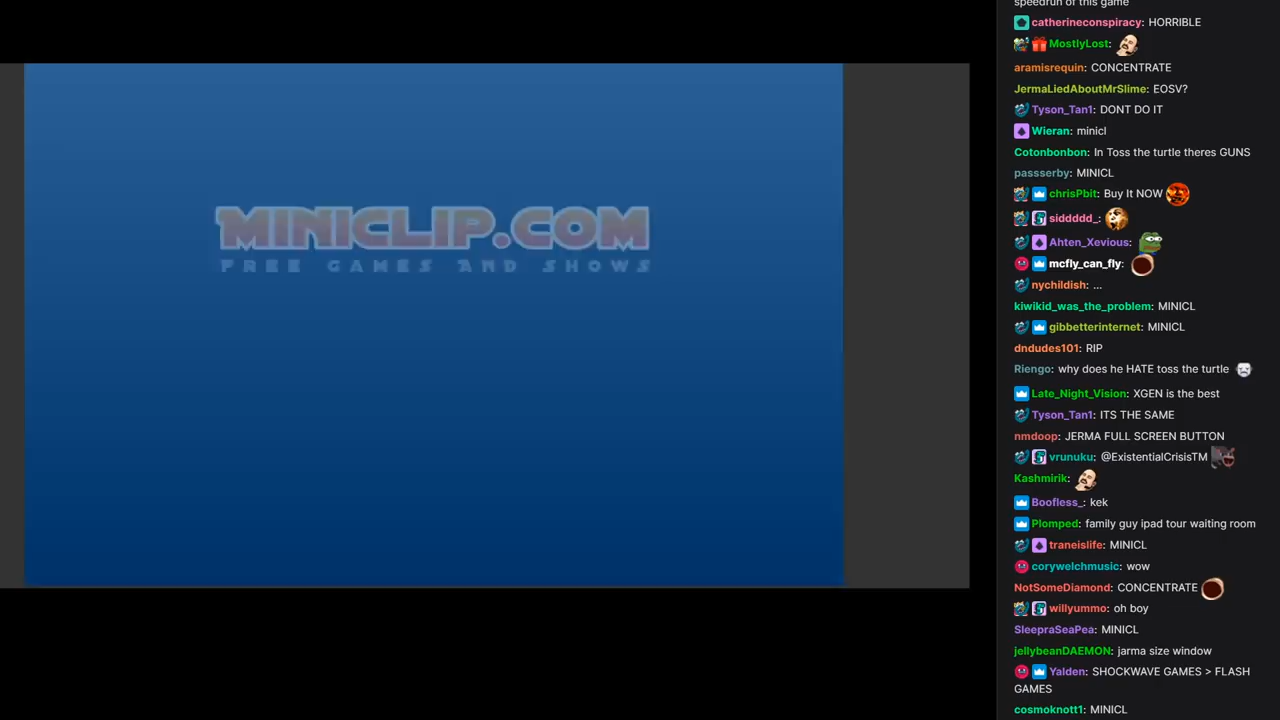 MINICLIP.COM
FREE GAMES AND SHOWS
speedrun of this game
catherineconspiracy: HORRIBLE
MostlyLost:
aramisrequin: CONCENTRATE
JermaLiedAboutMrSlime: EOSV?
Tyson_Tan1: DONT DO IT
Wieran: minicl
Cotonbonbon: In Toss the turtle theres GUNS
passserby: MINICL
chrisPbit: Buy It NOW
siddddd_:
Ahten_Xevious:
mcfly_can_fly:
nychildish: ...
kiwikid_was_the_problem: MINICL
gibbetterinternet: MINICL
dndudes101: RIP
Riengo: why does he HATE toss the turtle
Late_Night_Vision: XGEN is the best
Tyson_Tan1: ITS THE SAME
nmdoop: JERMA FULL SCREEN BUTTON
vrunuku: @ExistentialCrisisTM
Kashmirik:
Boofless_: kek
Plomped: family guy ipad tour waiting room
traneislife: MINICL
corywelchmusic: wow
NotSomeDiamond: CONCENTRATE
willyummo: oh boy
SlepraSeaPea: MINICL
jellybeanDAEMON: jarma size window
Yalden: SHOCKWAVE GAMES > FLASH
GAMES
cosmoknott1: MINICL